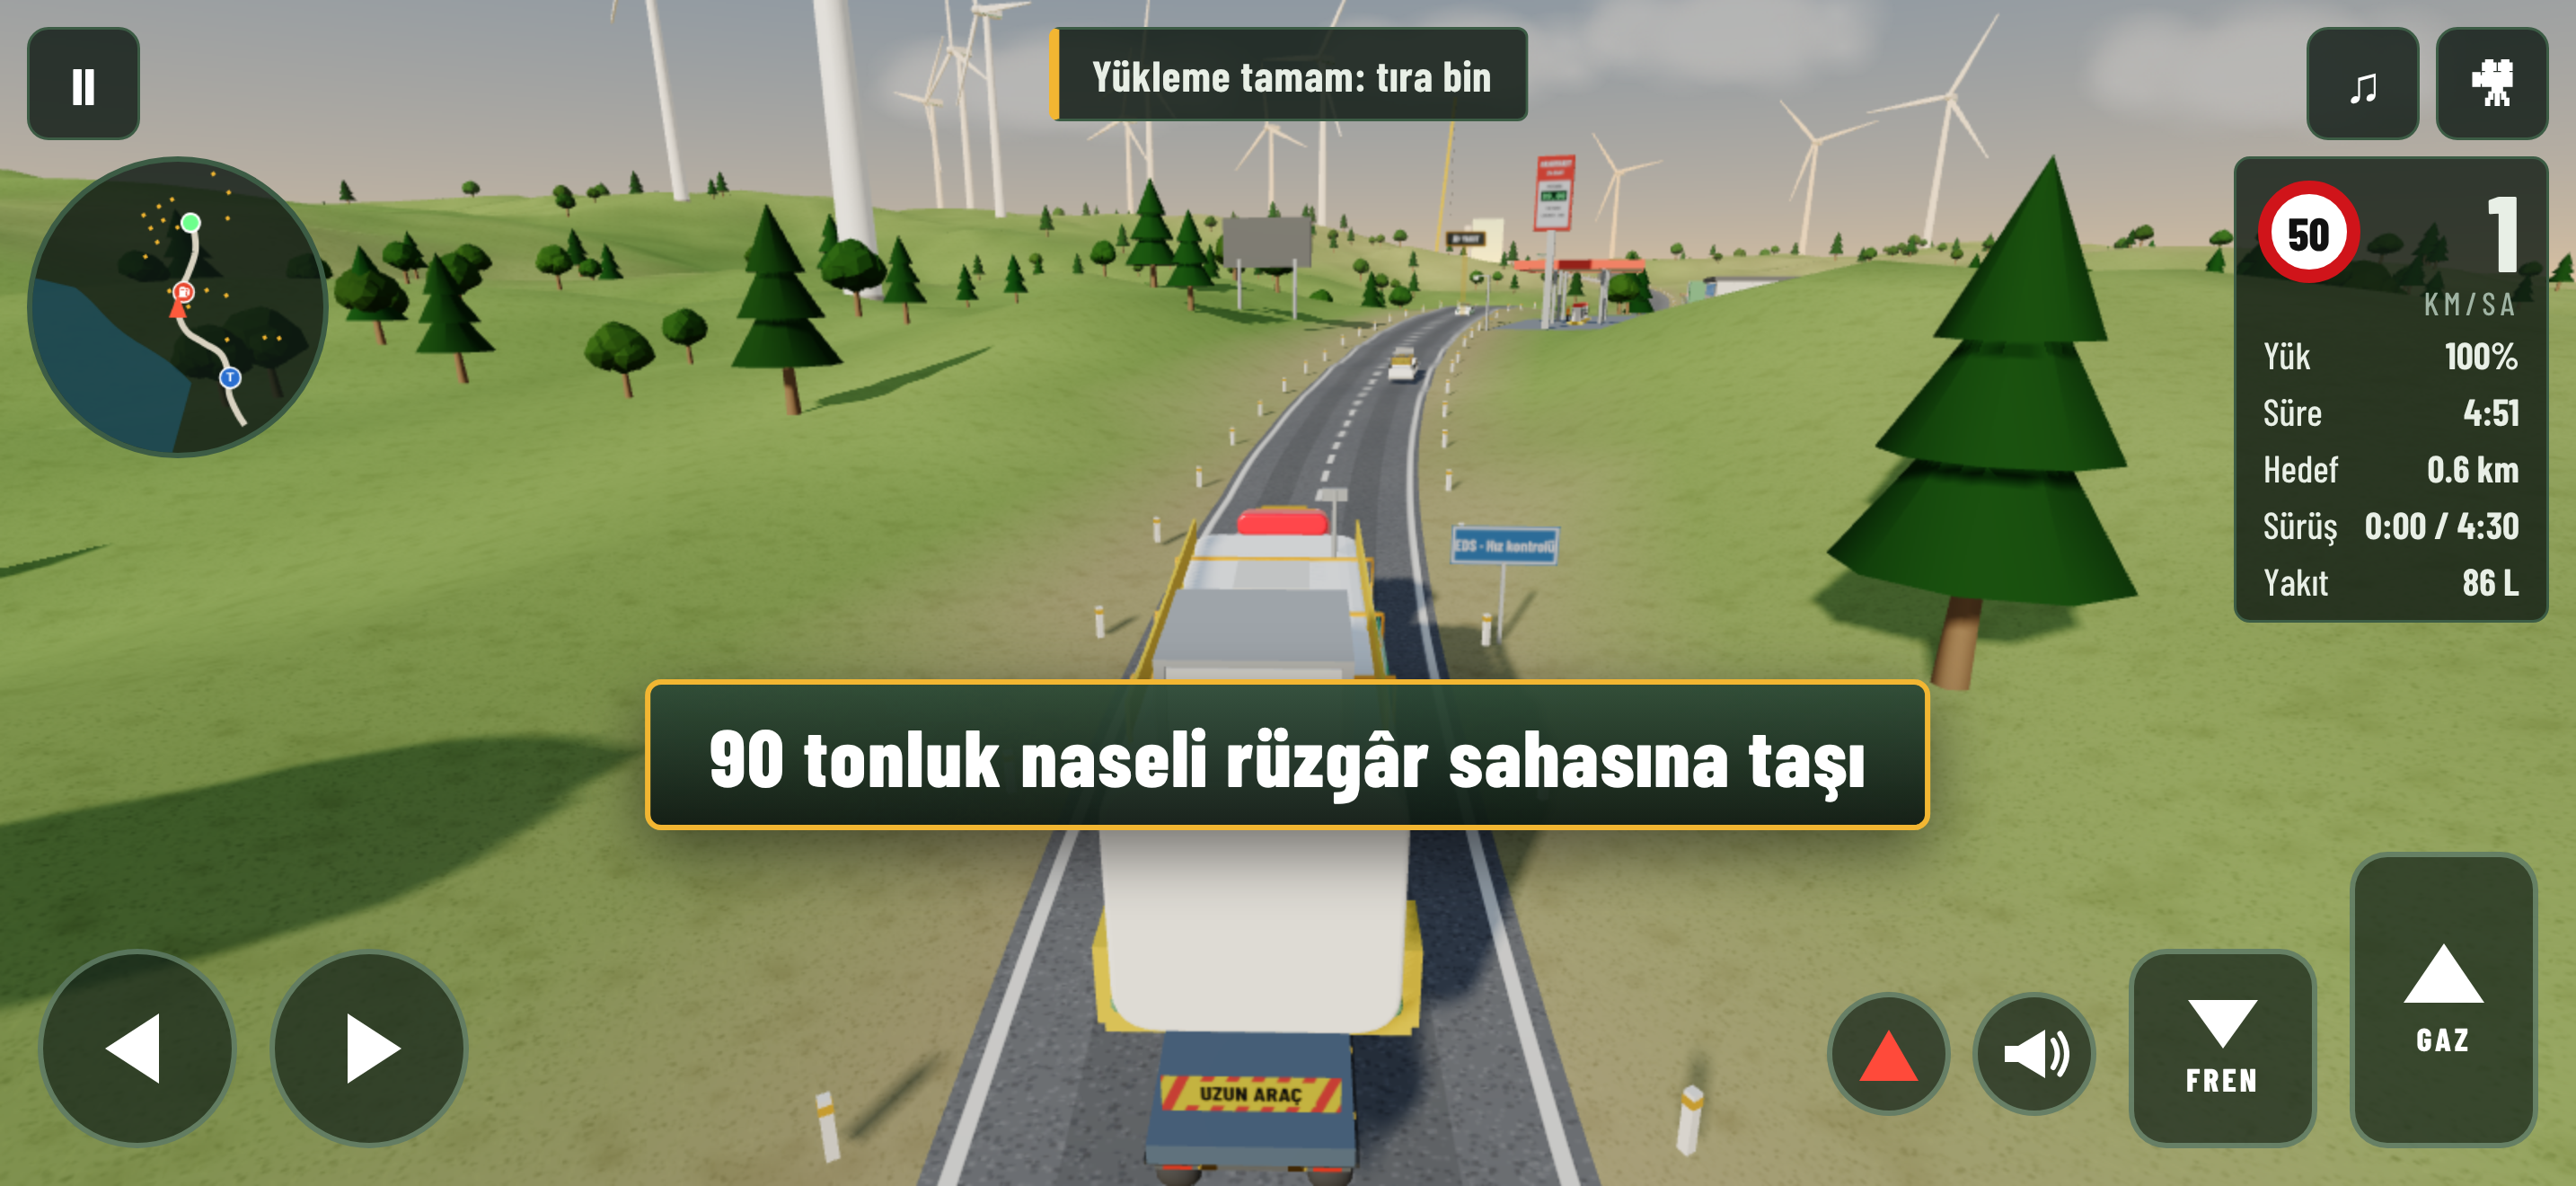 Yükleme tamam: tıra bin
50
1
KM/SA
Yük 100%
Süre 4:51
Hedef 0.6 km
Sürüş 0:00 / 4:30
Yakıt 86 L
T
EDS - Hız kontrolü
90 tonluk naseli rüzgâr sahasına taşı
UZUN ARAÇ
FREN
GAZ